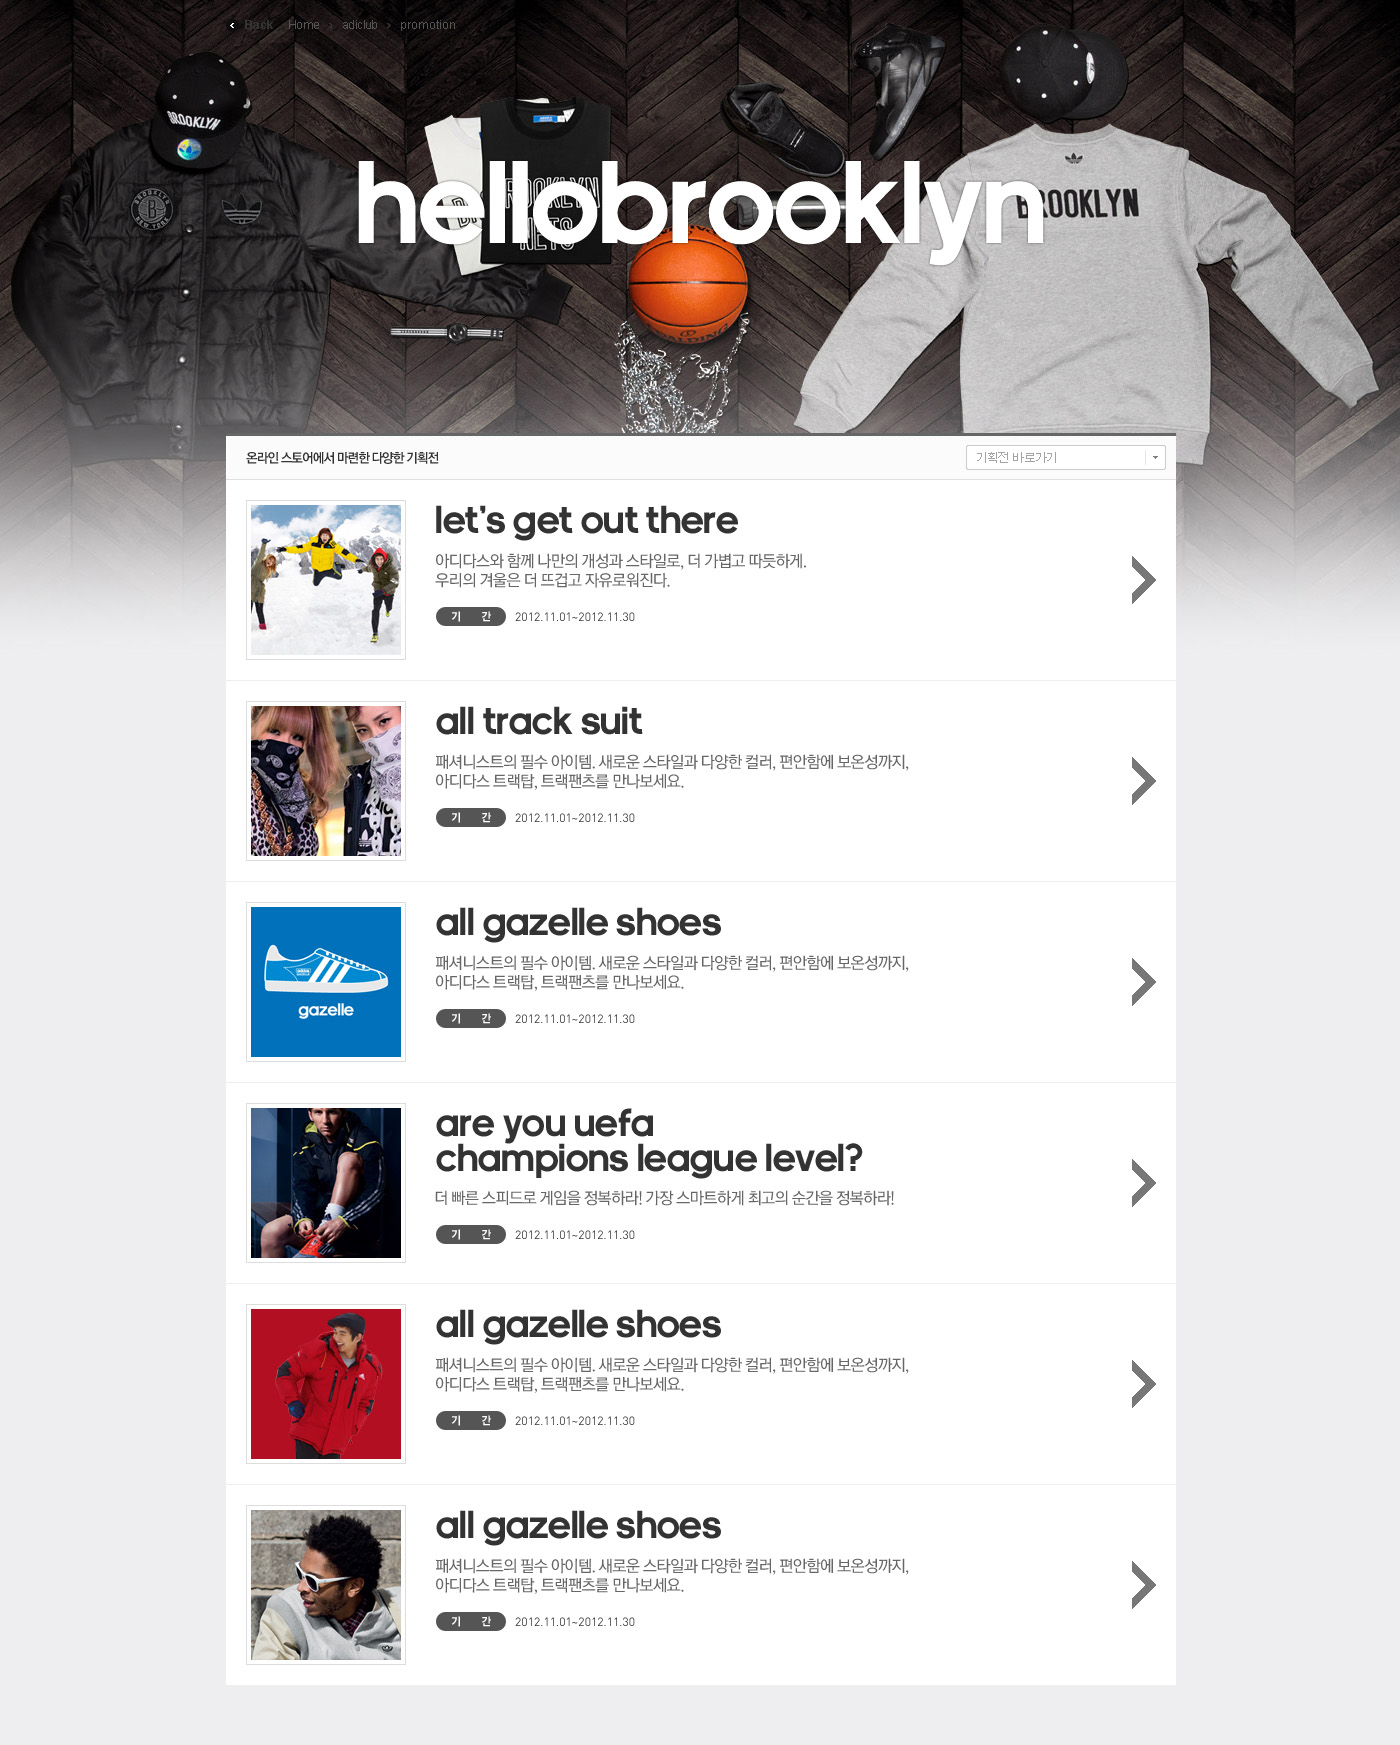 Back Home › adiclub › promotion
BROOKLYN
BROOKLYN
B
NEW YORK
BROOKLYN
NETS
BROOKLYN
hellobrooklyn
SPALDING
온라인 스토어에서 마련한 다양한 기획전
기획전 바로가기
let's get out there
아디다스와 함께 나만의 개성과 스타일로, 더 가볍고 따듯하게.
우리의 겨울은 더 뜨겁고 자유로워진다.
기 간 2012.11.01~2012.11.30
all track suit
패셔니스트의 필수 아이템. 새로운 스타일과 다양한 컬러, 편안함에 보온성까지,
아디다스 트랙탑, 트랙팬츠를 만나보세요.
기 간 2012.11.01~2012.11.30
gazelle
all gazelle shoes
패셔니스트의 필수 아이템. 새로운 스타일과 다양한 컬러, 편안함에 보온성까지,
아디다스 트랙탑, 트랙팬츠를 만나보세요.
기 간 2012.11.01~2012.11.30
are you uefa
champions league level?
더 빠른 스피드로 게임을 정복하라! 가장 스마트하게 최고의 순간을 정복하라!
기 간 2012.11.01~2012.11.30
all gazelle shoes
패셔니스트의 필수 아이템. 새로운 스타일과 다양한 컬러, 편안함에 보온성까지,
아디다스 트랙탑, 트랙팬츠를 만나보세요.
기 간 2012.11.01~2012.11.30
all gazelle shoes
패셔니스트의 필수 아이템. 새로운 스타일과 다양한 컬러, 편안함에 보온성까지,
아디다스 트랙탑, 트랙팬츠를 만나보세요.
기 간 2012.11.01~2012.11.30